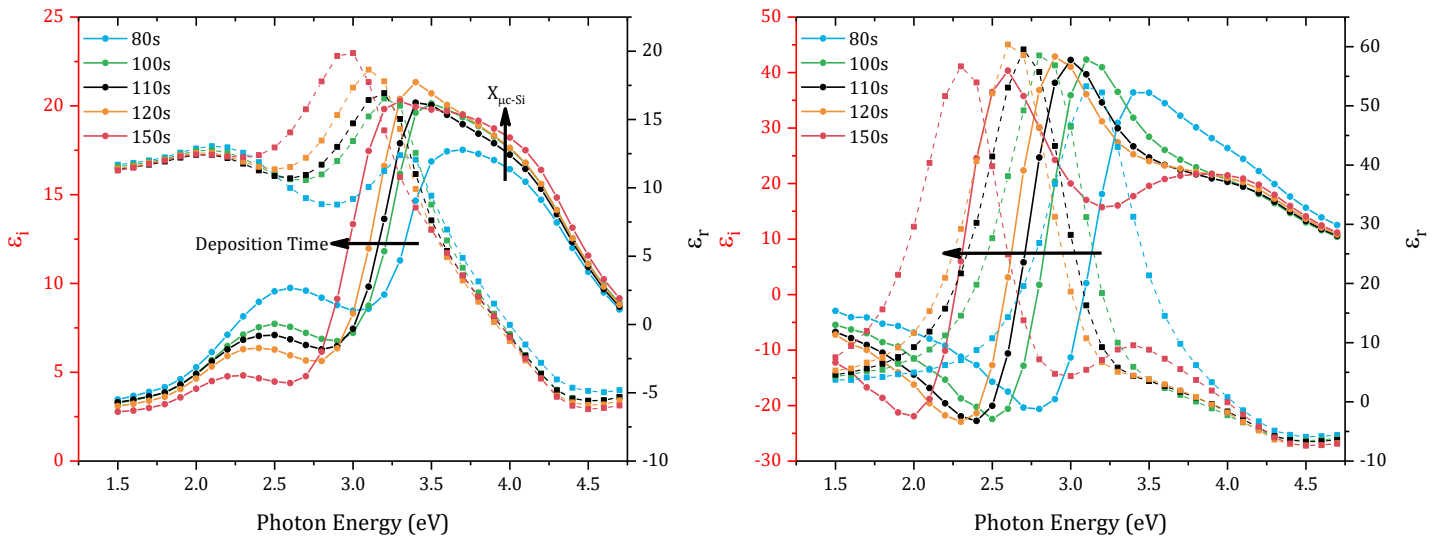 25
20
15
10
5
0
ε_i
20
15
10
5
0
-5
-10
ε_r
80s
100s
110s
120s
150s
X_μc-Si
Deposition Time
1.5 2.0 2.5 3.0 3.5 4.0 4.5
Photon Energy (eV)
50
40
30
20
10
0
-10
-20
-30
ε_i
60
50
40
30
20
10
0
-10
ε_r
80s
100s
110s
120s
150s
1.5 2.0 2.5 3.0 3.5 4.0 4.5
Photon Energy (eV)